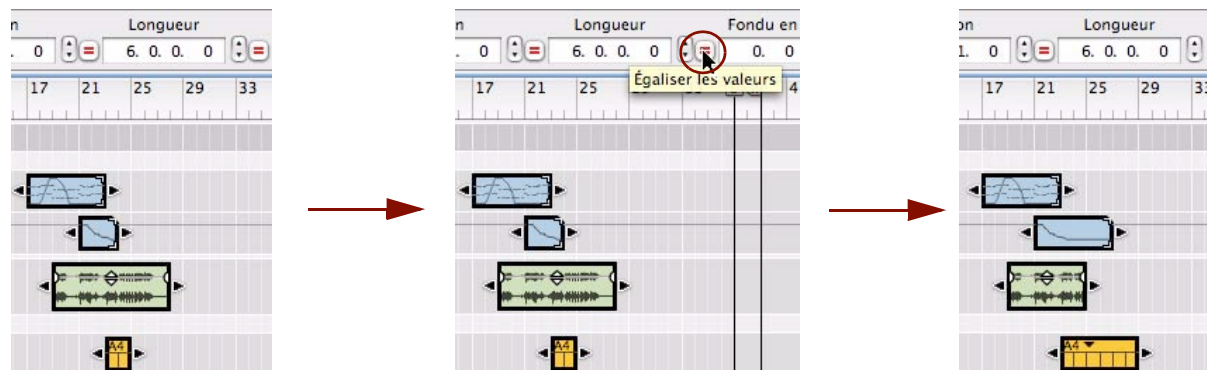 n Longueur
. 0 = 6. 0. 0. 0 =
17 21 25 29 33
A4
n Longueur Fondu en
. 0 = 6. 0. 0. 0 = 0. 0
Égaliser les valeurs
17 21 25 4
A4
on Longueur
1. 0 = 6. 0. 0. 0
17 21 25 29
A4